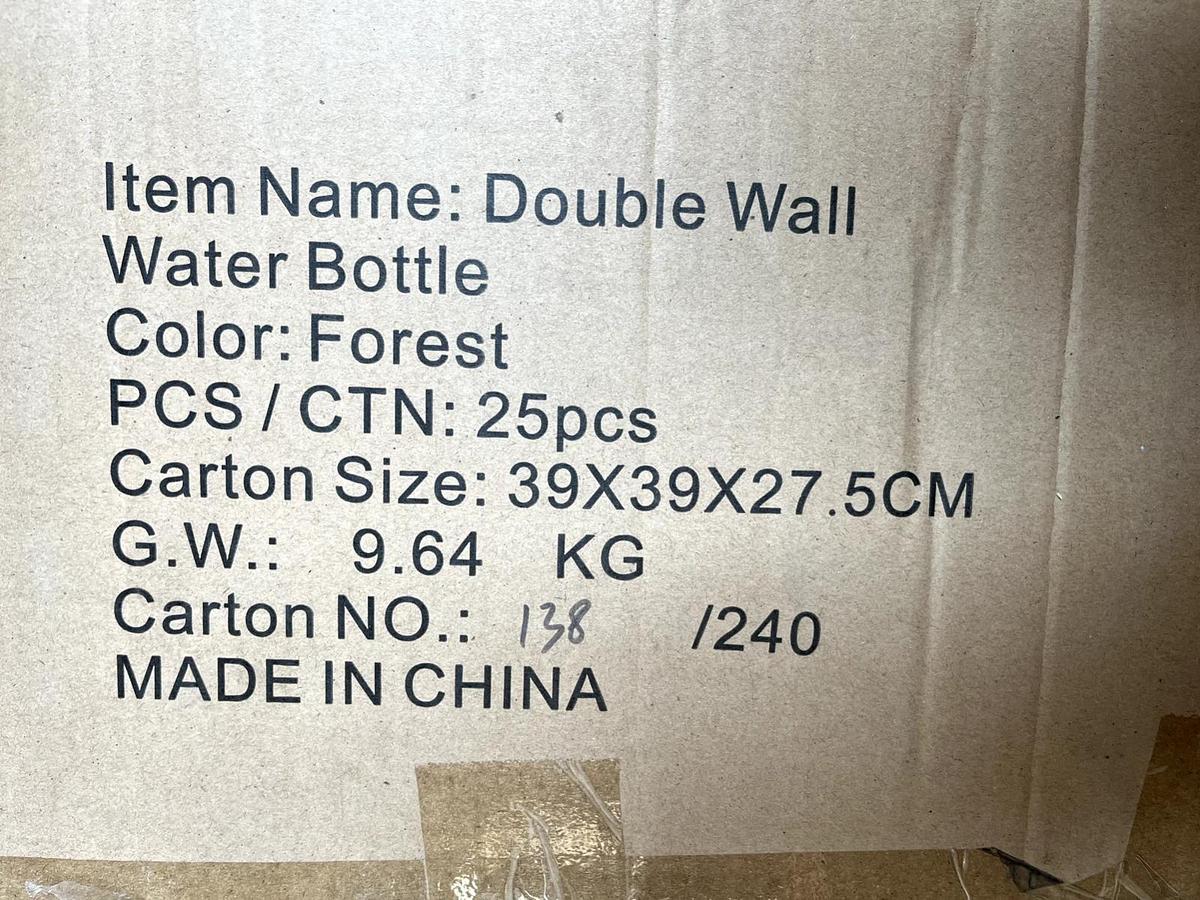 Item Name: Double Wall
Water Bottle
Color: Forest
PCS / CTN: 25pcs
Carton Size: 39X39X27.5CM
G.W.: 9.64 KG
Carton NO.: 138 /240
MADE IN CHINA